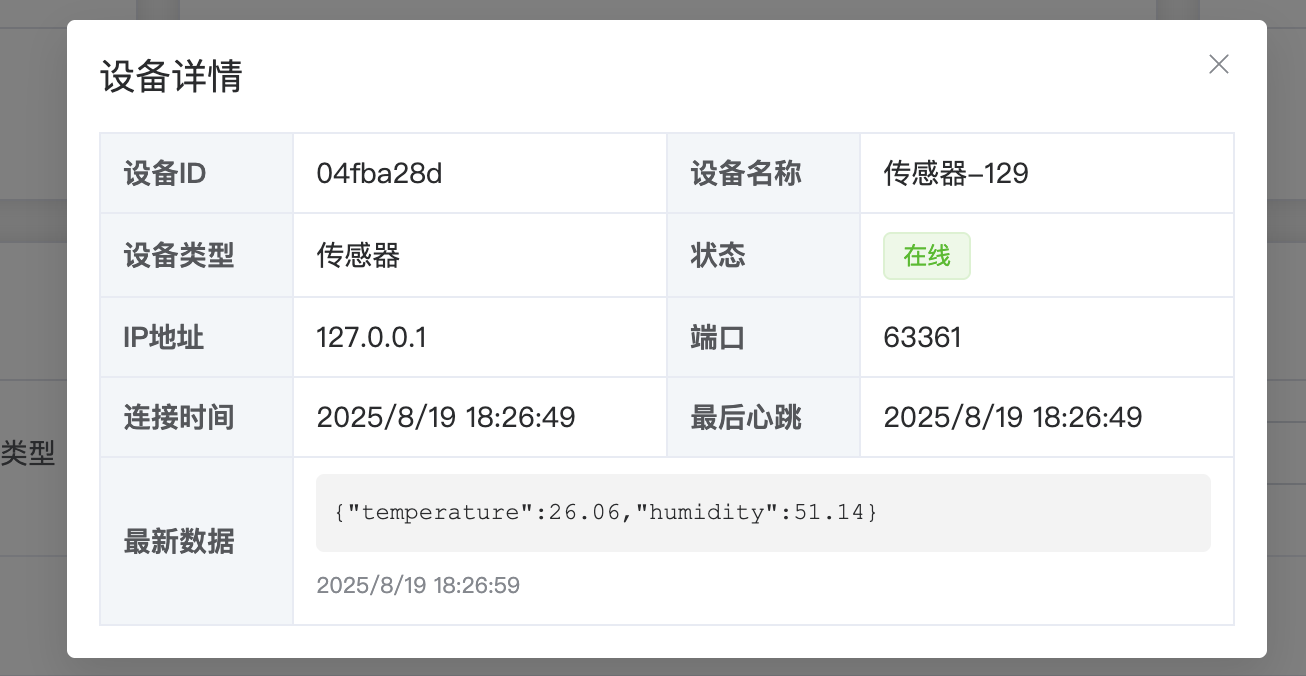 设备详情
设备ID 04fba28d 设备名称 传感器-129
设备类型 传感器 状态 在线
IP地址 127.0.0.1 端口 63361
连接时间 2025/8/19 18:26:49 最后心跳 2025/8/19 18:26:49
类型
{"temperature":26.06,"humidity":51.14}
最新数据
2025/8/19 18:26:59